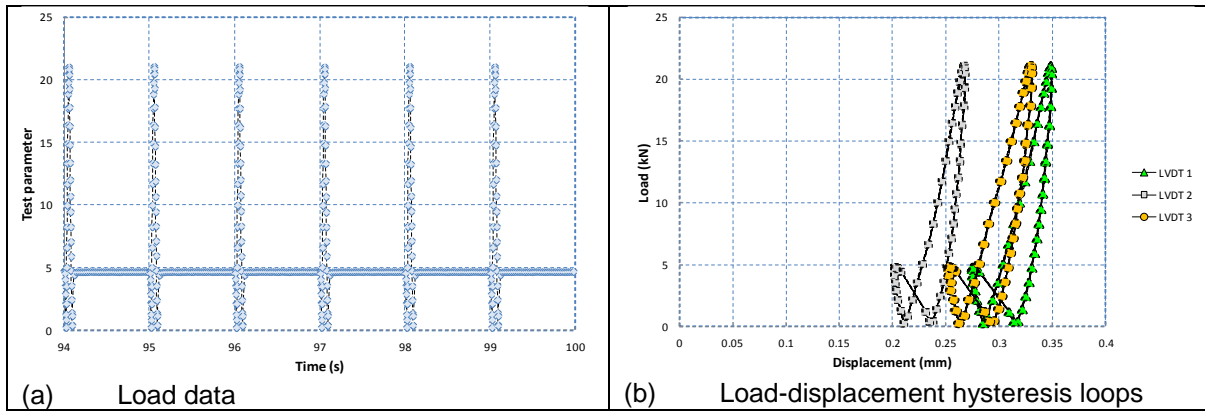 25
20
15
10
5
0
Test parameter
94 95 96 97 98 99 100
Time (s)
(a) Load data
25
20
15
10
5
0
Load (kN)
0 0.05 0.1 0.15 0.2 0.25 0.3 0.35 0.4
Displacement (mm)
LVDT 1
LVDT 2
LVDT 3
(b) Load-displacement hysteresis loops